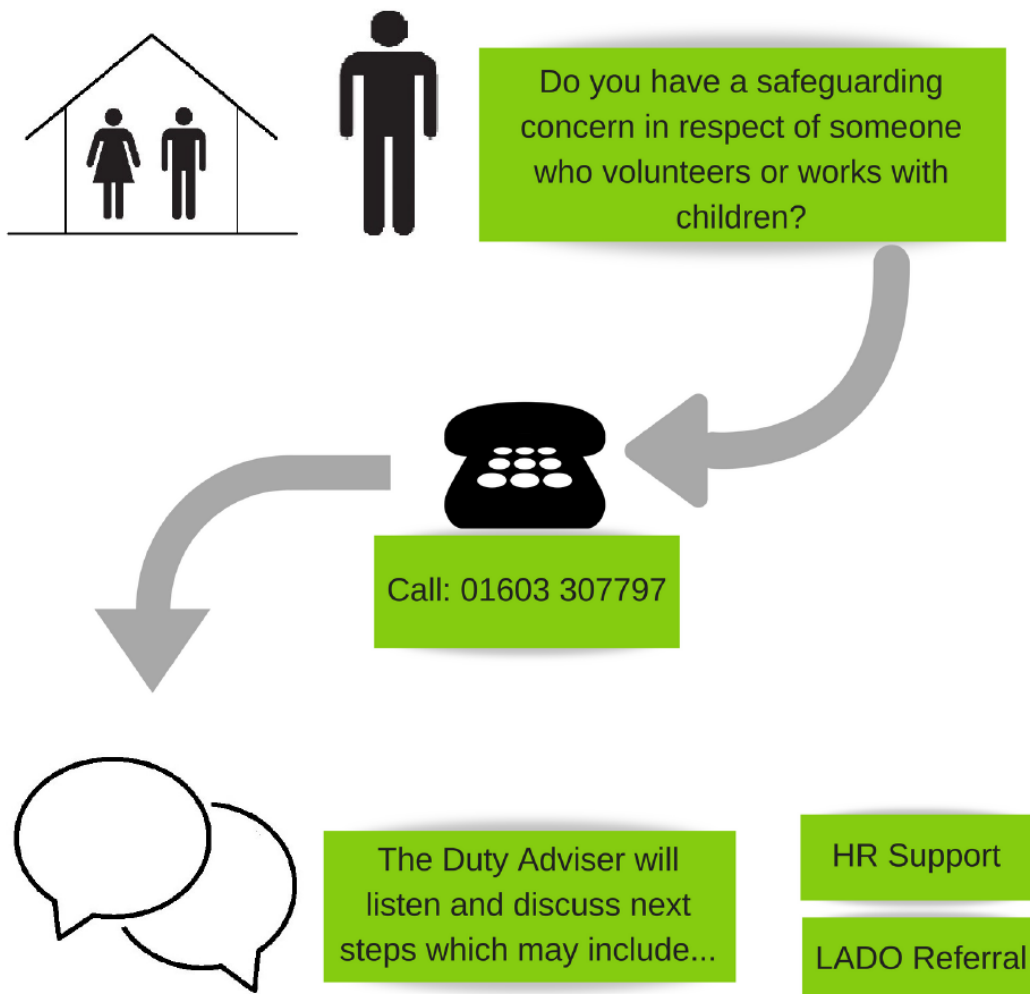 Do you have a safeguarding
concern in respect of someone
who volunteers or works with
children?
Call: 01603 307797
The Duty Adviser will
listen and discuss next
steps which may include...
HR Support
LADO Referral